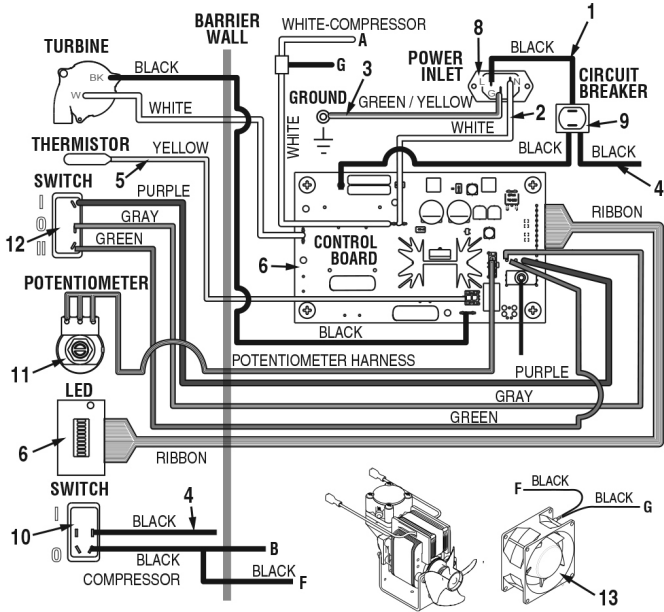 BARRIER
WALL
WHITE-COMPRESSOR
A
G
1
8
BLACK
TURBINE
BK
BLACK
W
WHITE
POWER
INLET
L
N
G
3
GROUND
GREEN / YELLOW
2
CIRCUIT
BREAKER
9
WHITE
WHITE
BLACK
BLACK
4
THERMISTOR
YELLOW
5
SWITCH
I
O
II
12
PURPLE
GRAY
GREEN
RIBBON
CONTROL
BOARD
6
POTENTIOMETER
11
BLACK
POTENTIOMETER HARNESS
PURPLE
GRAY
GREEN
LED
6
RIBBON
SWITCH
I
O
10
BLACK
4
BLACK
B
COMPRESSOR
BLACK
F
F
BLACK
BLACK
G
13